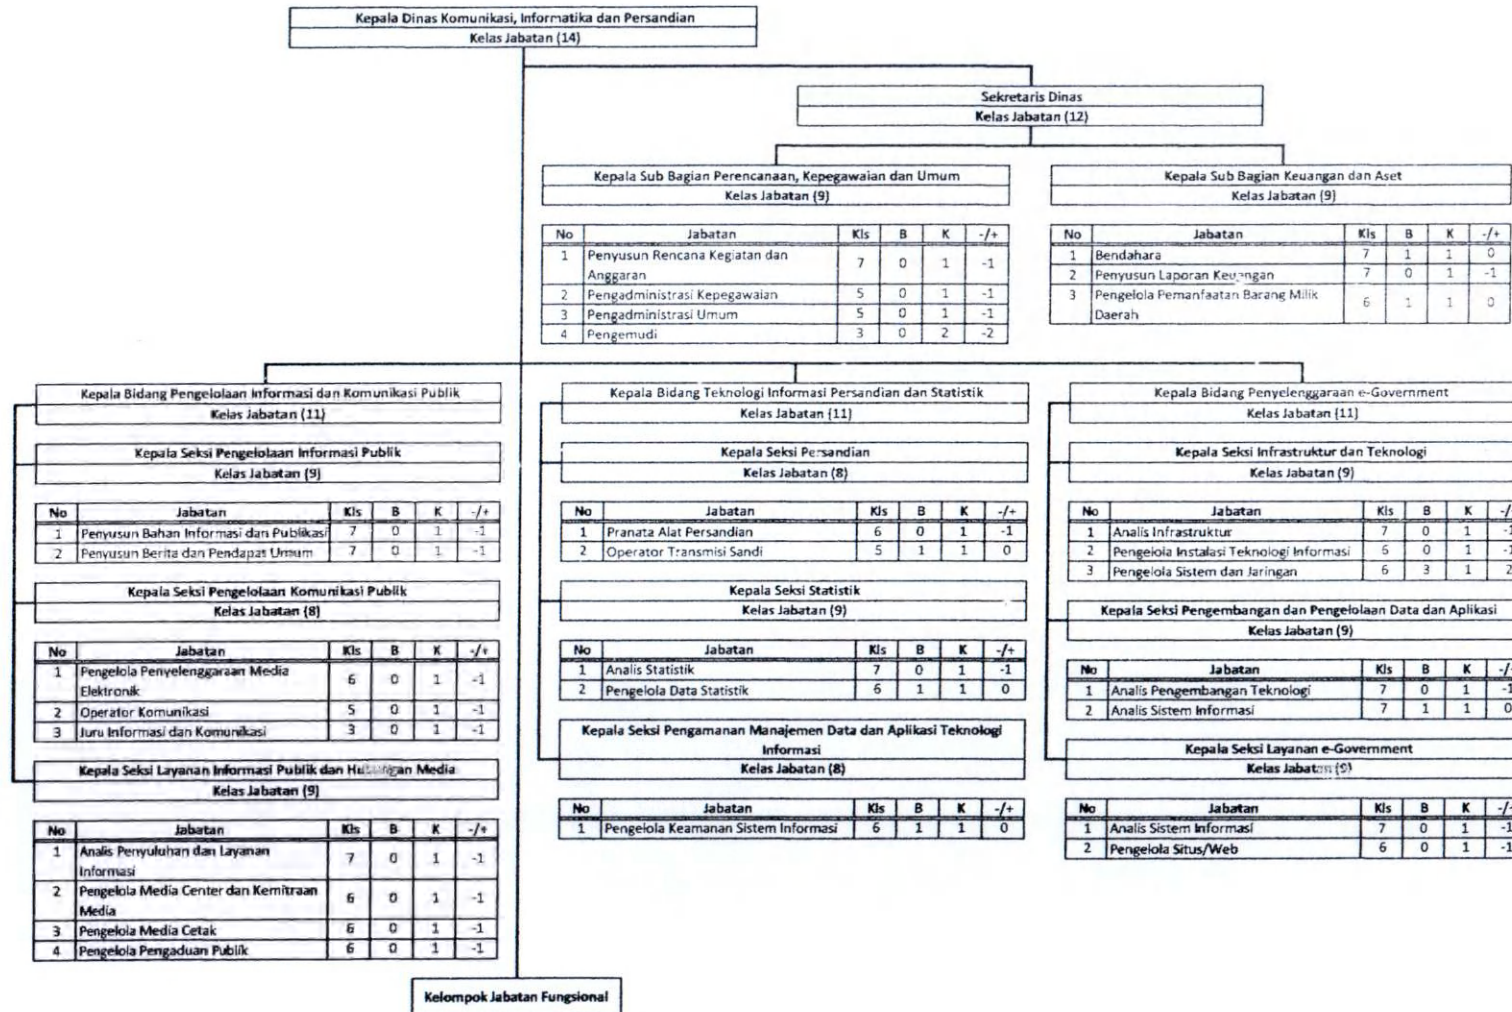 Kepala Dinas Komunikasi, Informatika dan Persandian
Kelas Jabatan (14)
Sekretaris Dinas
Kelas Jabatan (12)
Kepala Sub Bagian Perencanaan, Kepegawaian dan Umum
Kelas Jabatan (9)
No Jabatan Kls B K -/+
1 Penyusun Rencana Kegiatan dan
Anggaran 7 0 1 -1
2 Pengadministrasi Kepegawaian 5 0 1 -1
3 Pengadministrasi Umum 5 0 1 -1
4 Pengemudi 3 0 2 -2
Kepala Sub Bagian Keuangan dan Aset
Kelas Jabatan (9)
No Jabatan Kls B K -/+
1 Bendahara 7 1 1 0
2 Penyusun Laporan Keuangan 7 0 1 -1
3 Pengelola Pemanfaatan Barang Milik
Daerah 6 1 1 0
Kepala Bidang Pengelolaan Informasi dan Komunikasi Publik
Kelas Jabatan (11)
Kepala Seksi Pengelolaan Informasi Publik
Kelas Jabatan (9)
No Jabatan Kls B K -/+
1 Penyusun Bahan Informasi dan Publikasi 7 0 1 -1
2 Penyusun Berita dan Pendapat Umum 7 0 1 -1
Kepala Seksi Pengelolaan Komunikasi Publik
Kelas Jabatan (8)
No Jabatan Kls B K -/+
1 Pengelola Penyelenggaraan Media
Elektronik 6 0 1 -1
2 Operator Komunikasi 5 0 1 -1
3 Juru Informasi dan Komunikasi 3 0 1 -1
Kepala Seksi Layanan Informasi Publik dan Hubungan Media
Kelas Jabatan (9)
No Jabatan Kls B K -/+
1 Analis Penyuluhan dan Layanan
Informasi 7 0 1 -1
2 Pengelola Media Center dan Kemitraan
Media 6 0 1 -1
3 Pengelola Media Cetak 6 0 1 -1
4 Pengelola Pengaduan Publik 6 0 1 -1
Kepala Bidang Teknologi Informasi Persandian dan Statistik
Kelas Jabatan (11)
Kepala Seksi Persandian
Kelas Jabatan (8)
No Jabatan Kls B K -/+
1 Pranata Alat Persandian 6 0 1 -1
2 Operator Transmisi Sandi 5 1 1 0
Kepala Seksi Statistik
Kelas Jabatan (9)
No Jabatan Kls B K -/+
1 Analis Statistik 7 0 1 -1
2 Pengelola Data Statistik 6 1 1 0
Kepala Seksi Pengamanan Manajemen Data dan Aplikasi Teknologi
Informasi
Kelas Jabatan (8)
No Jabatan Kls B K -/+
1 Pengelola Keamanan Sistem Informasi 6 1 1 0
Kepala Bidang Penyelenggaraan e-Government
Kelas Jabatan (11)
Kepala Seksi Infrastruktur dan Teknologi
Kelas Jabatan (9)
No Jabatan Kls B K -/+
1 Analis Infrastruktur 7 0 1 -1
2 Pengelola Instalasi Teknologi Informasi 6 0 1 -1
3 Pengelola Sistem dan Jaringan 6 3 1 2
Kepala Seksi Pengembangan dan Pengelolaan Data dan Aplikasi
Kelas Jabatan (9)
No Jabatan Kls B K -/+
1 Analis Pengembangan Teknologi 7 0 1 -1
2 Analis Sistem Informasi 7 1 1 0
Kepala Seksi Layanan e-Government
Kelas Jabatan (9)
No Jabatan Kls B K -/+
1 Analis Sistem Informasi 7 0 1 -1
2 Pengelola Situs/Web 6 0 1 -1
Kelompok Jabatan Fungsional